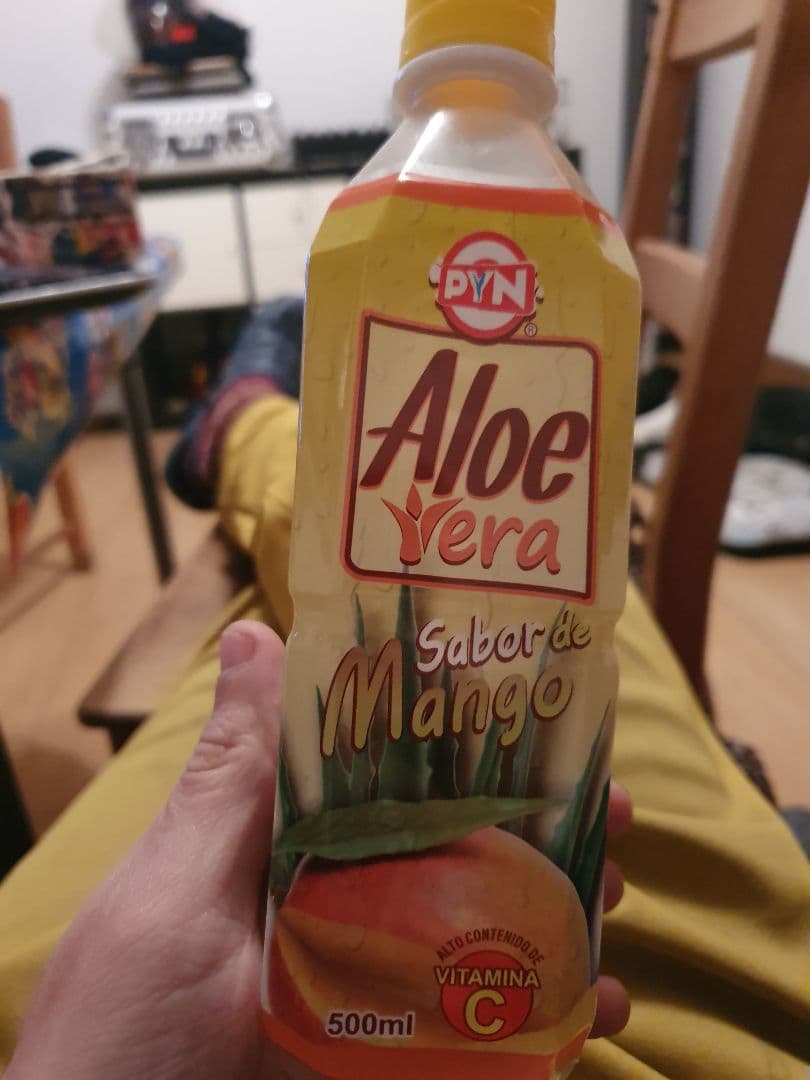 PYN
®
Aloe
Vera
Sabor de
Mango
ALTO CONTENIDO DE
VITAMINA
C
500ml